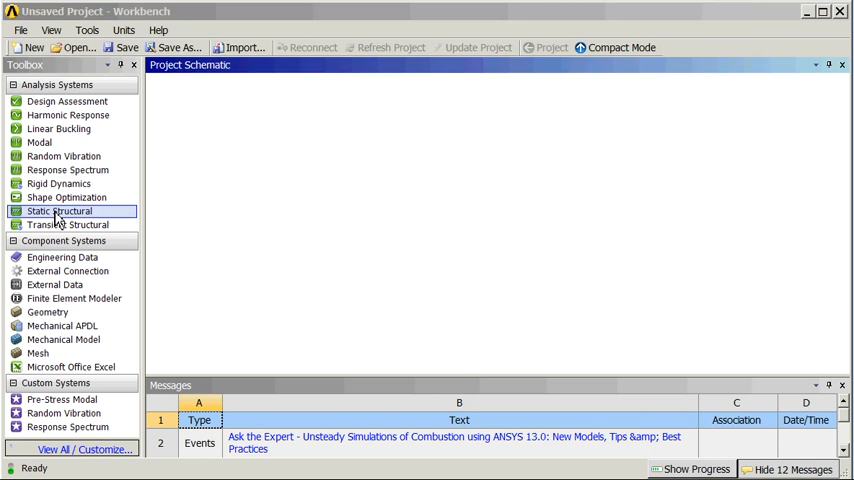 Unsaved Project - Workbench
File View Tools Units Help
New Open... Save Save As... Import... Reconnect Refresh Project Update Project Project Compact Mode
Toolbox
Project Schematic
Analysis Systems
Design Assessment
Harmonic Response
Linear Buckling
Modal
Random Vibration
Response Spectrum
Rigid Dynamics
Shape Optimization
Static Structural
Transient Structural
Component Systems
Engineering Data
External Connection
External Data
Finite Element Modeler
Geometry
Mechanical APDL
Mechanical Model
Mesh
Microsoft Office Excel
Custom Systems
Pre-Stress Modal
Random Vibration
Response Spectrum
View All / Customize...
Messages
A B C D
1 Type Text Association Date/Time
2 Events Ask the Expert - Unsteady Simulations of Combustion using ANSYS 13.0: New Models, Tips &amp; Best
Practices
Ready
Show Progress Hide 12 Messages